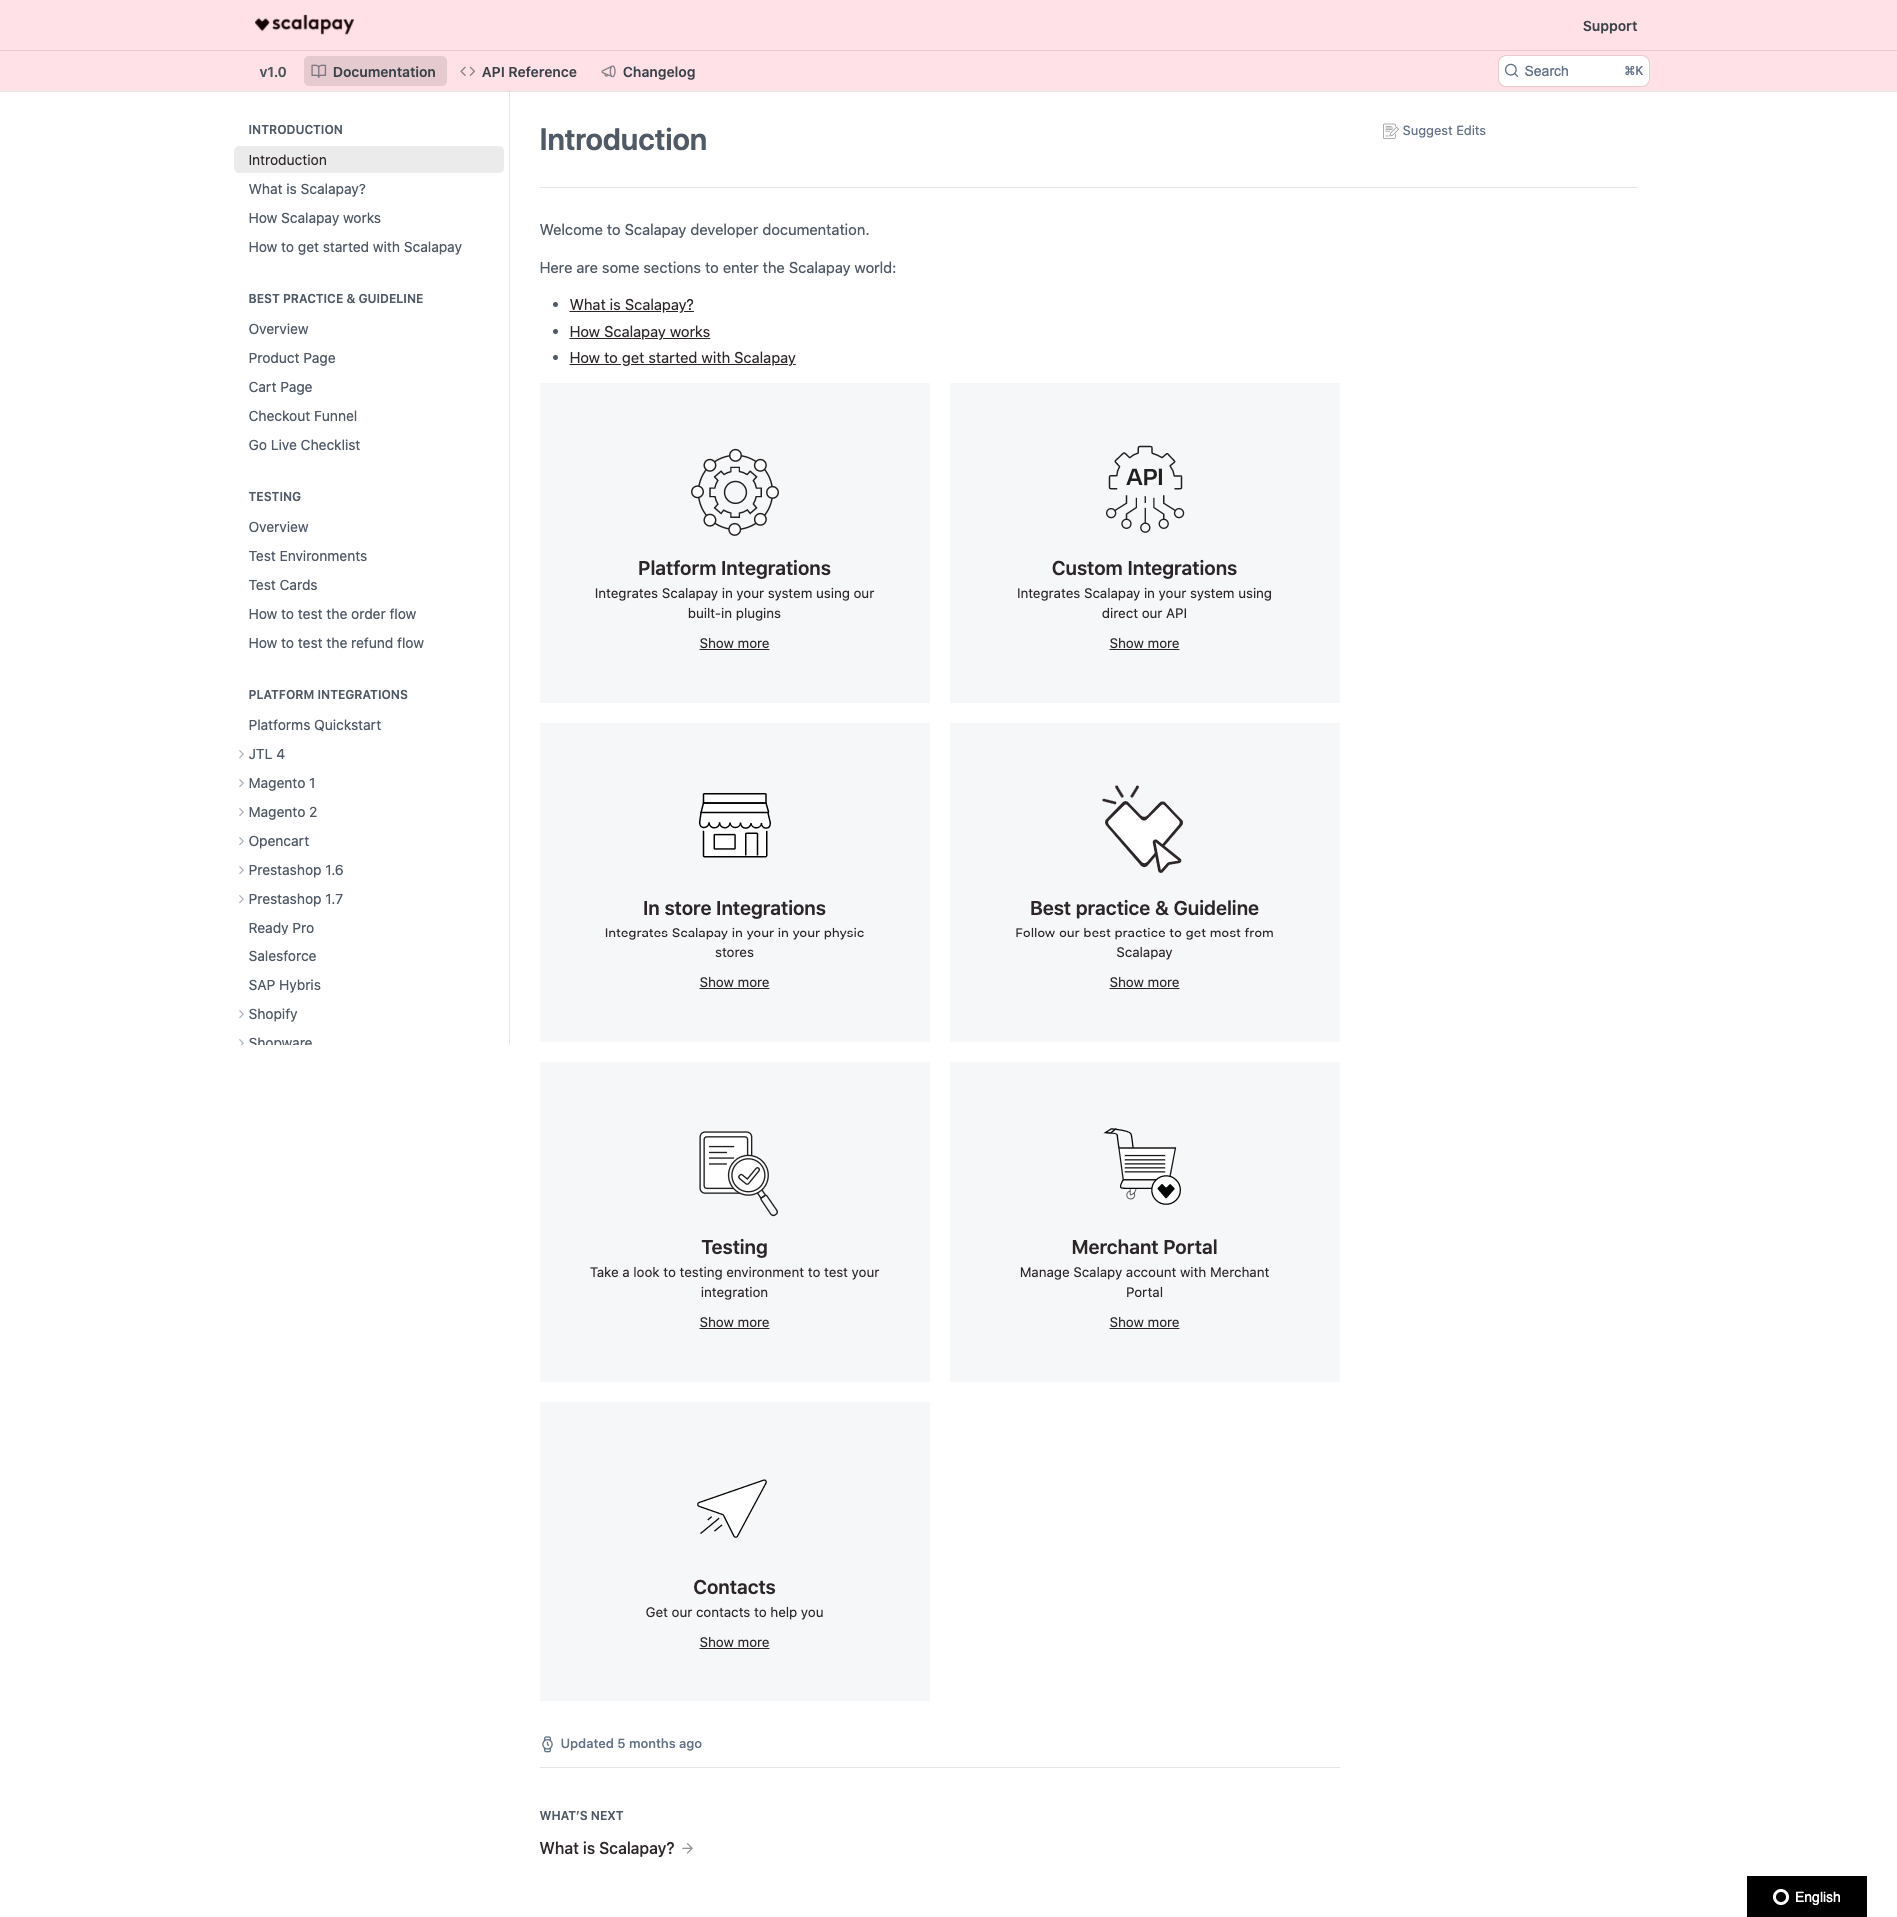 scalapay
Support
v1.0
Documentation
API Reference
Changelog
Search
⌘K
INTRODUCTION
Introduction
What is Scalapay?
How Scalapay works
How to get started with Scalapay
BEST PRACTICE & GUIDELINE
Overview
Product Page
Cart Page
Checkout Funnel
Go Live Checklist
TESTING
Overview
Test Environments
Test Cards
How to test the order flow
How to test the refund flow
PLATFORM INTEGRATIONS
Platforms Quickstart
JTL 4
Magento 1
Magento 2
Opencart
Prestashop 1.6
Prestashop 1.7
Ready Pro
Salesforce
SAP Hybris
Shopify
Shopware
Introduction
Suggest Edits
Welcome to Scalapay developer documentation.
Here are some sections to enter the Scalapay world:
What is Scalapay?
How Scalapay works
How to get started with Scalapay
Platform Integrations
Integrates Scalapay in your system using our
built-in plugins
Show more
API
Custom Integrations
Integrates Scalapay in your system using
direct our API
Show more
In store Integrations
Integrates Scalapay in your in your physic
stores
Show more
Best practice & Guideline
Follow our best practice to get most from
Scalapay
Show more
Testing
Take a look to testing environment to test your
integration
Show more
Merchant Portal
Manage Scalapy account with Merchant
Portal
Show more
Contacts
Get our contacts to help you
Show more
Updated 5 months ago
WHAT'S NEXT
What is Scalapay?
English